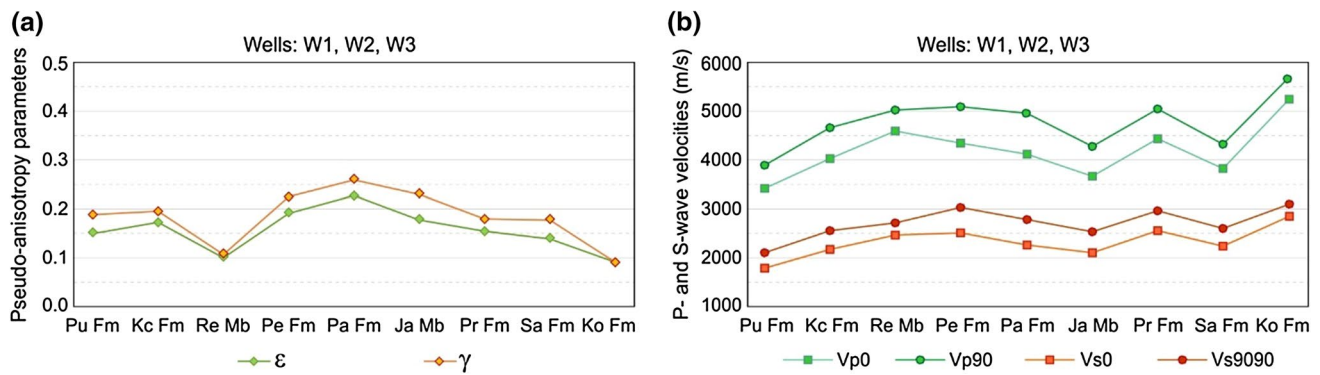 (a)
Wells: W1, W2, W3
Pseudo-anisotropy parameters
0.5
0.4
0.3
0.2
0.1
0.0
Pu Fm Kc Fm Re Mb Pe Fm Pa Fm Ja Mb Pr Fm Sa Fm Ko Fm
ε γ
(b)
Wells: W1, W2, W3
P- and S-wave velocities (m/s)
6000
5000
4000
3000
2000
1000
Pu Fm Kc Fm Re Mb Pe Fm Pa Fm Ja Mb Pr Fm Sa Fm Ko Fm
Vp0 Vp90 Vs0 Vs9090